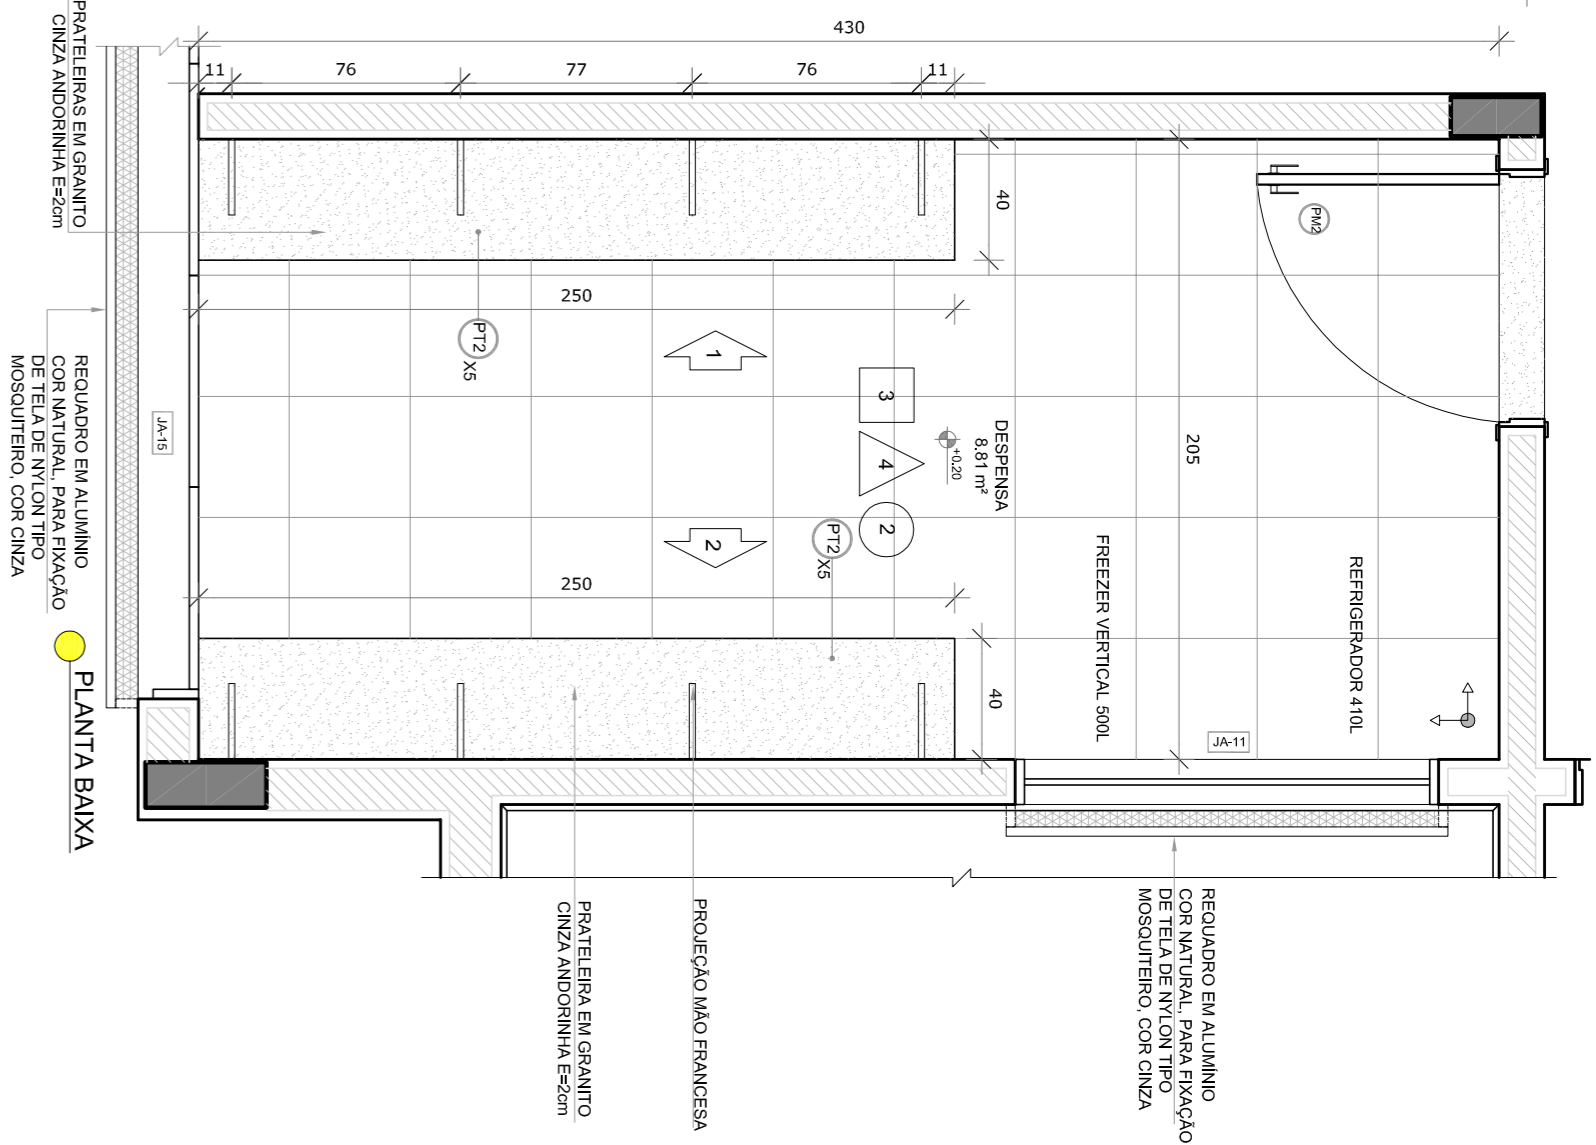 430
11
76
77
76
11
PRATELEIRAS EM GRANITO
CINZA ANDORINHA E=2cm
40
PM2
250
PT2
X5
1
3
4
2
2
DESPENSA
8.81 m²
+0.20
205
JA-15
REQUADRO EM ALUMÍNIO
COR NATURAL, PARA FIXAÇÃO
DE TELA DE NYLON TIPO
MOSQUITEIRO, COR CINZA
PT2
X5
250
40
FREEZER VERTICAL 500L
REFRIGERADOR 410L
JA-11
PLANTA BAIXA
PRATELEIRA EM GRANITO
CINZA ANDORINHA E=2cm
PROJEÇÃO MÃO FRANCESA
REQUADRO EM ALUMÍNIO
COR NATURAL, PARA FIXAÇÃO
DE TELA DE NYLON TIPO
MOSQUITEIRO, COR CINZA